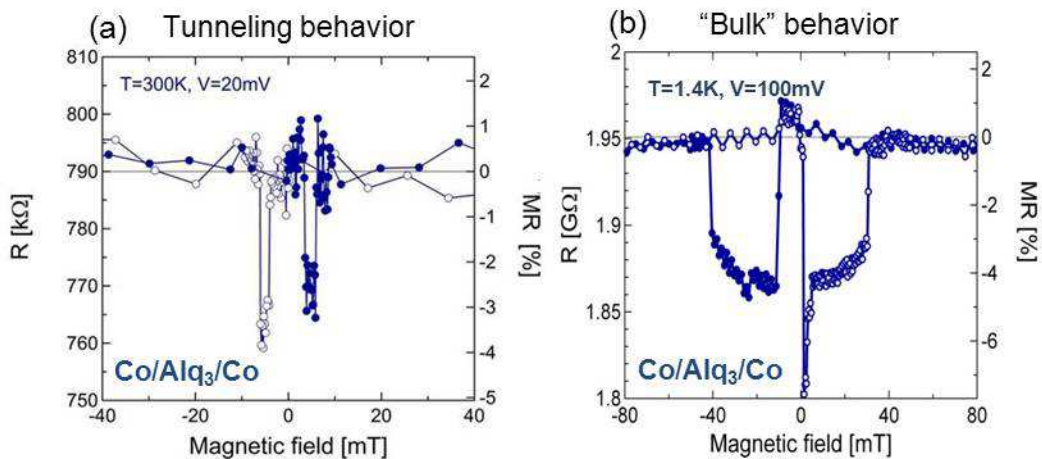 (a) Tunneling behavior
T=300K, V=20mV
Co/Alq3/Co
R [kΩ]
810
800
790
780
770
760
750
MR [%]
2
1
0
-1
-2
-3
-4
-5
-40 -20 0 20 40
Magnetic field [mT]
(b) “Bulk” behavior
T=1.4K, V=100mV
Co/Alq3/Co
R [GΩ]
2
1.95
1.9
1.85
1.8
MR [%]
2
0
-2
-4
-6
-80 -40 0 40 80
Magnetic field [mT]